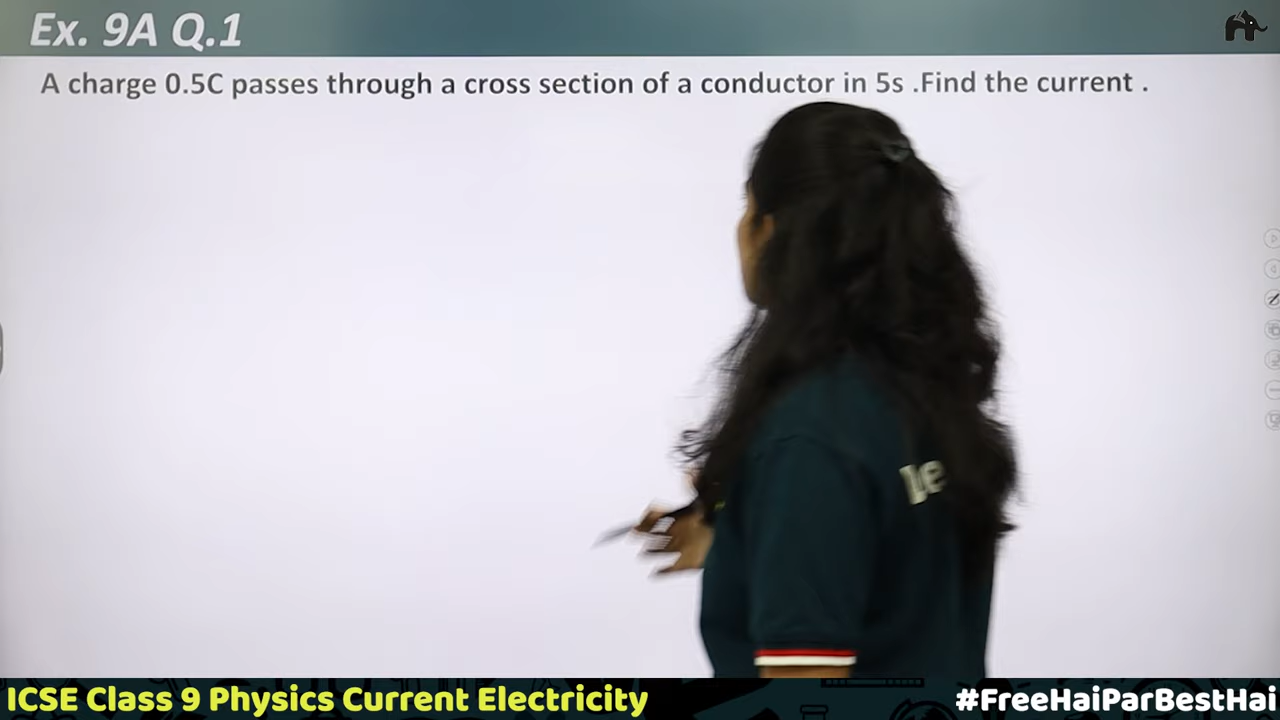 Ex. 9A Q.1
A charge 0.5C passes through a cross section of a conductor in 5s .Find the current .
ICSE Class 9 Physics Current Electricity
#FreeHaiParBestHai